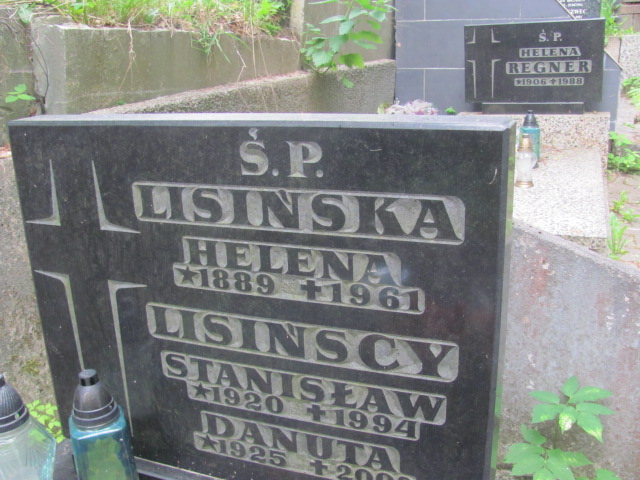 Ś.P.
LISIŃSKA
HELENA
★1889 ✝1961
LISIŃSCY
STANISŁAW
★1920 ✝1994
DANUTA
★1925
Ś.P.
HELENA
REGNER
★1906 ✝1988